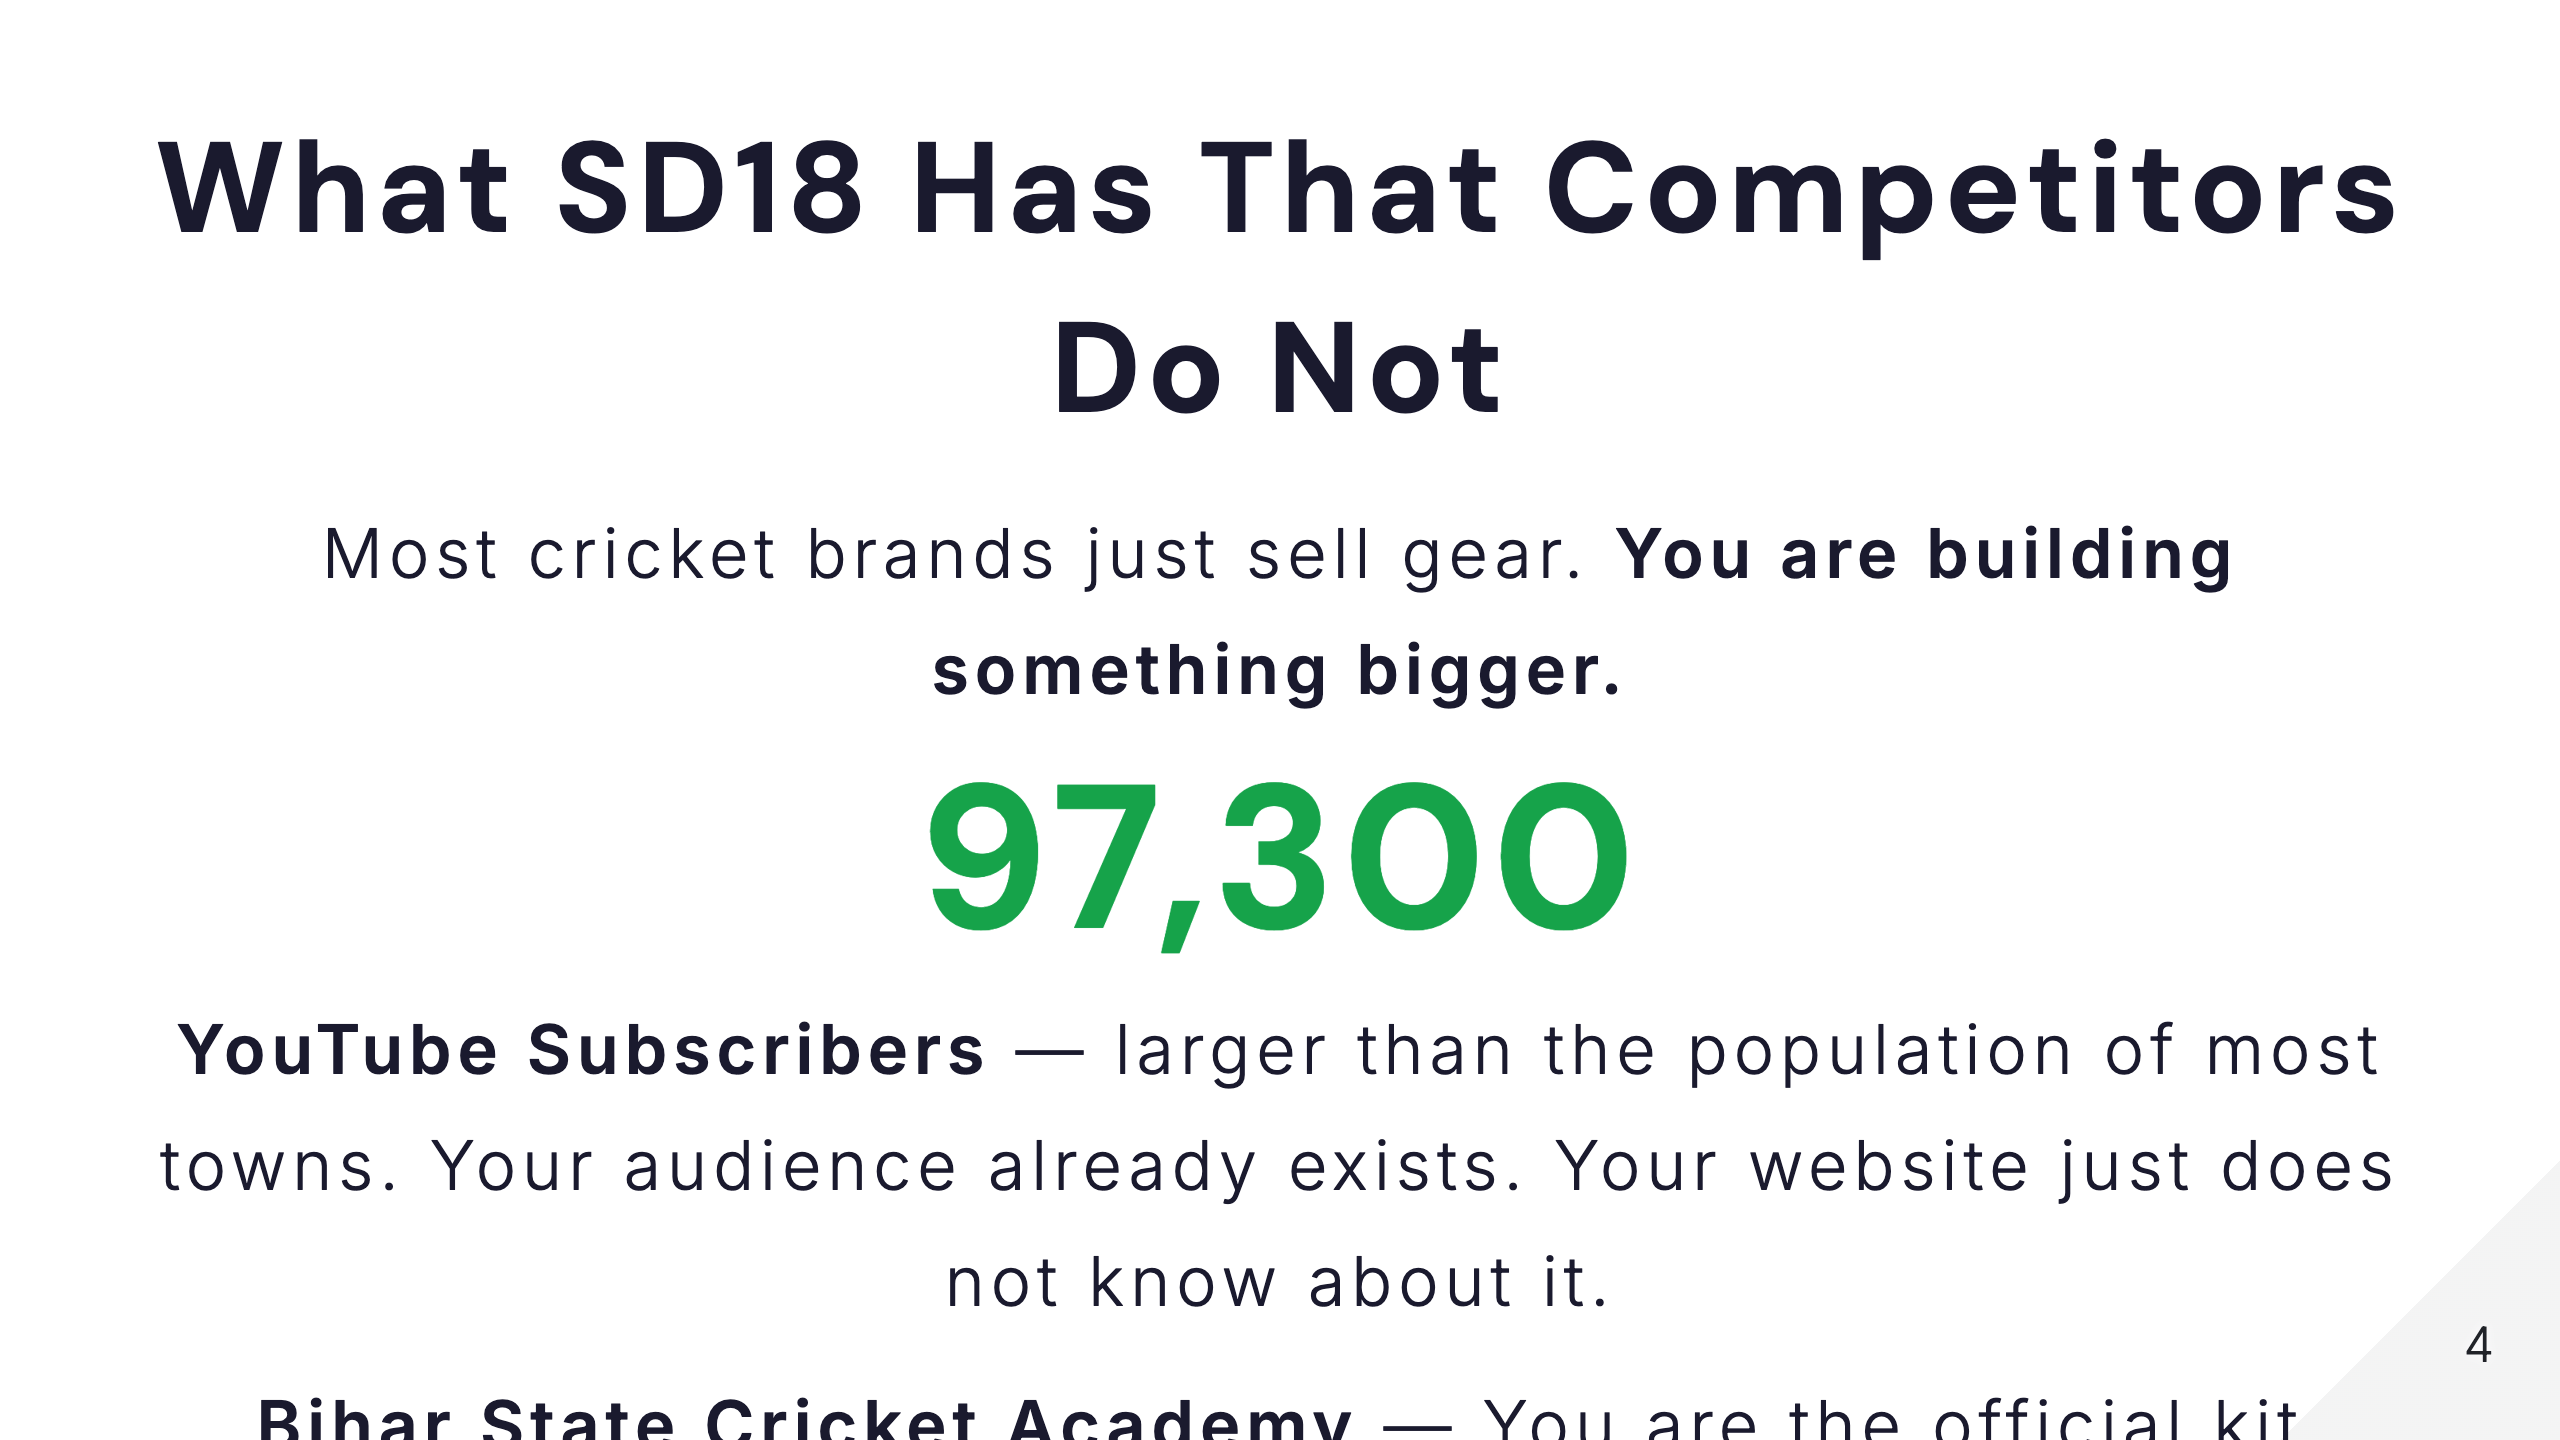 What SD18 Has That Competitors
Do Not
Most cricket brands just sell gear. You are building
something bigger.
97,300
YouTube Subscribers — larger than the population of most
towns. Your audience already exists. Your website just does
not know about it.
4
Bihar State Cricket Academy — You are the official kit